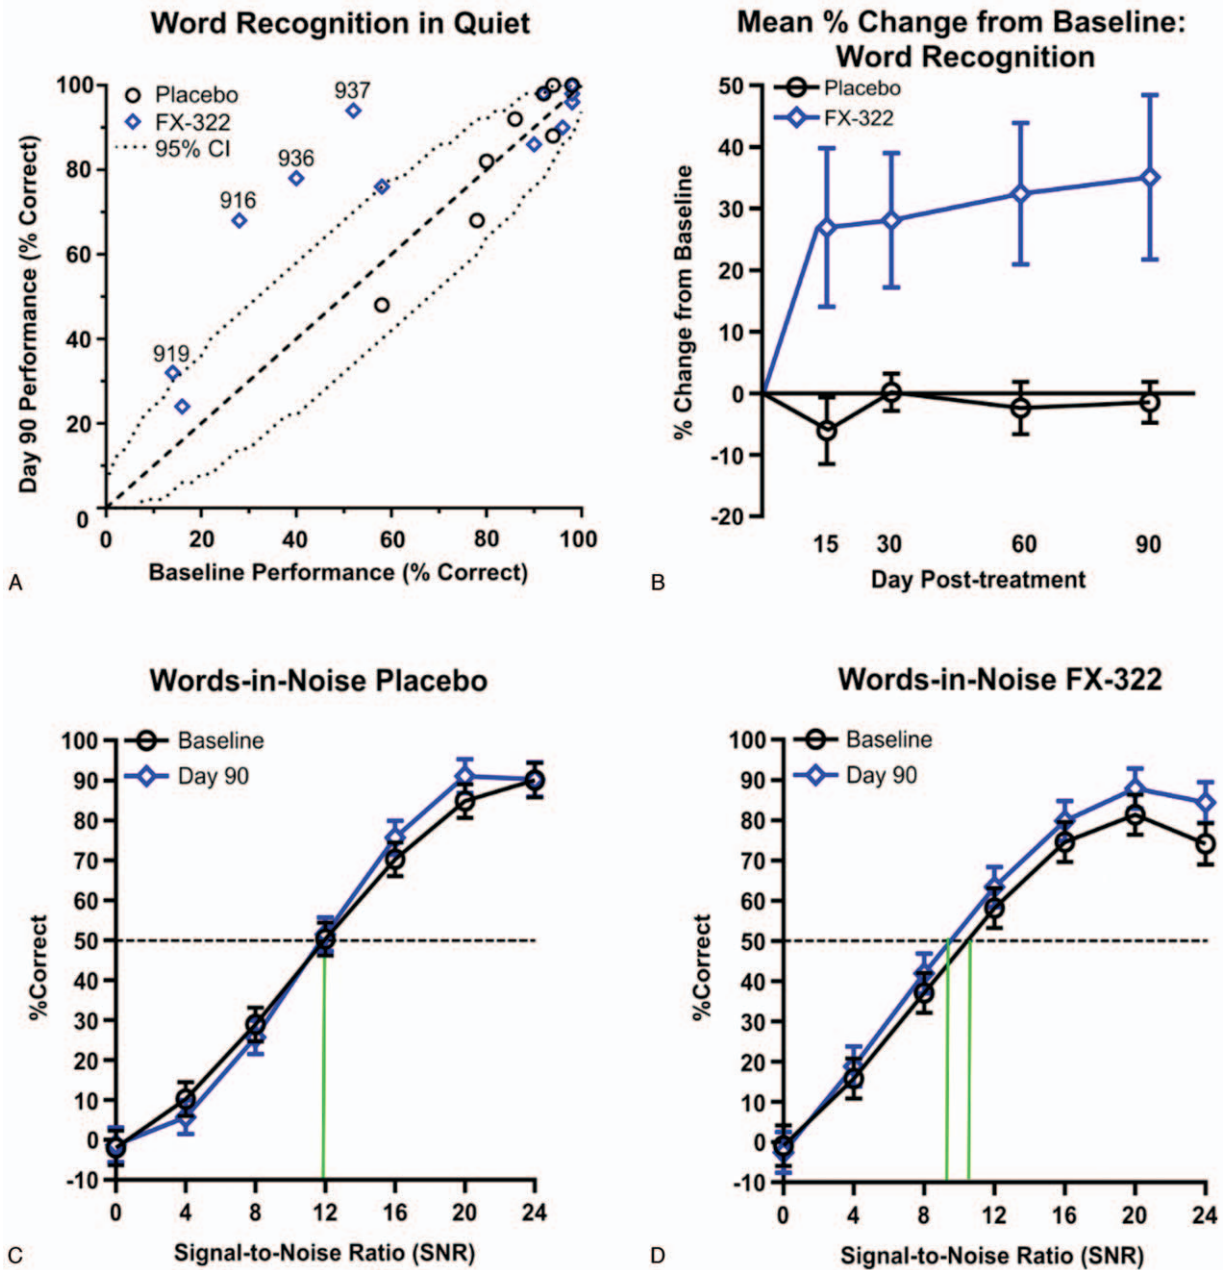 Word Recognition in Quiet
Placebo
FX-322
95% CI
937
936
916
919
100
80
60
40
20
0
0 20 40 60 80 100
Day 90 Performance (% Correct)
Baseline Performance (% Correct)
A
Mean % Change from Baseline:
Word Recognition
Placebo
FX-322
50
40
30
20
10
0
-10
-20
15 30 60 90
% Change from Baseline
Day Post-treatment
B
Words-in-Noise Placebo
Baseline
Day 90
100
90
80
70
60
50
40
30
20
10
0
-10
0 4 8 12 16 20 24
%Correct
Signal-to-Noise Ratio (SNR)
C
Words-in-Noise FX-322
Baseline
Day 90
100
90
80
70
60
50
40
30
20
10
0
-10
0 4 8 12 16 20 24
%Correct
Signal-to-Noise Ratio (SNR)
D